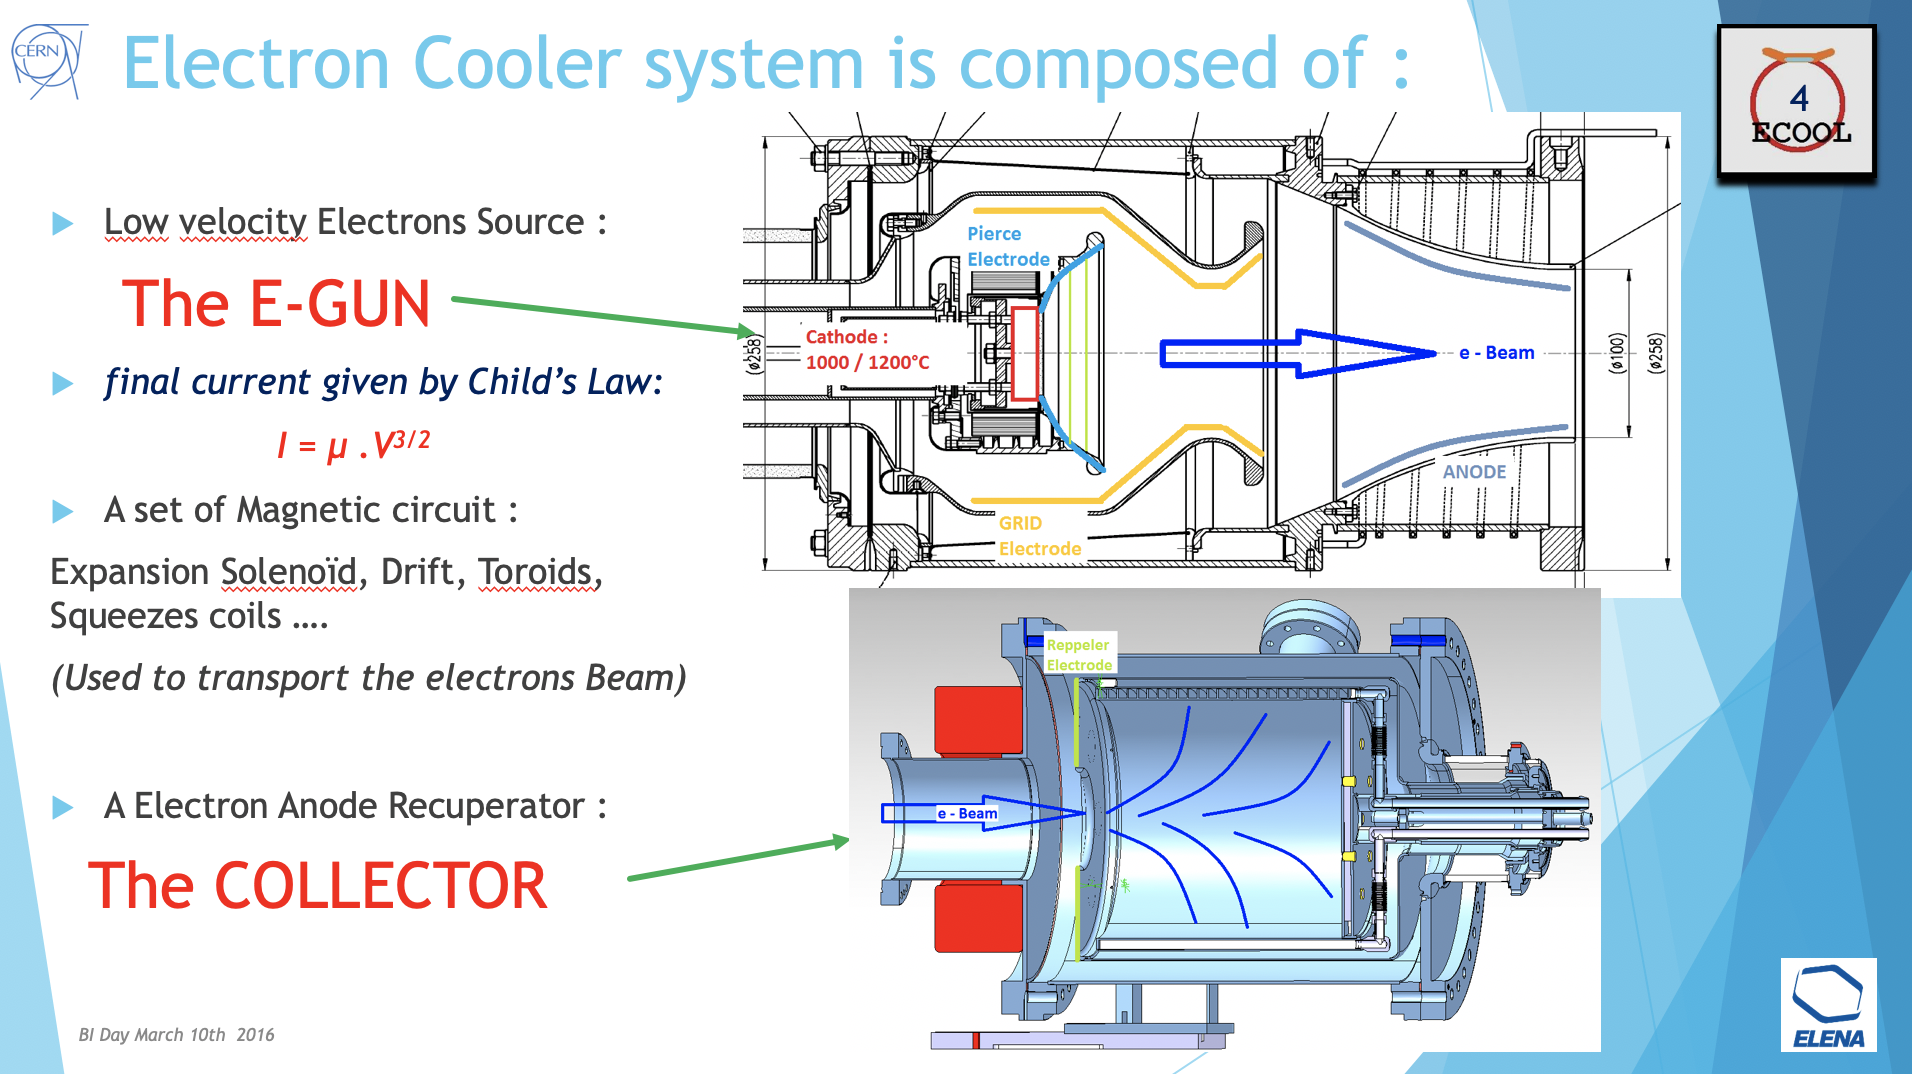 CERN
Electron Cooler system is composed of :
4
ECOOL
Low velocity Electrons Source :
The E-GUN
final current given by Child's Law:
I = μ .V3/2
A set of Magnetic circuit :
Expansion Solenoïd, Drift, Toroids,
Squeezes coils ....
(Used to transport the electrons Beam)
A Electron Anode Recuperator :
The COLLECTOR
Pierce
Electrode
Cathode :
1000 / 1200°C
(ø258)
e - Beam
(ø100)
(ø258)
ANODE
GRID
Electrode
Reppeler
Electrode
e - Beam
BI Day March 10th 2016
ELENA